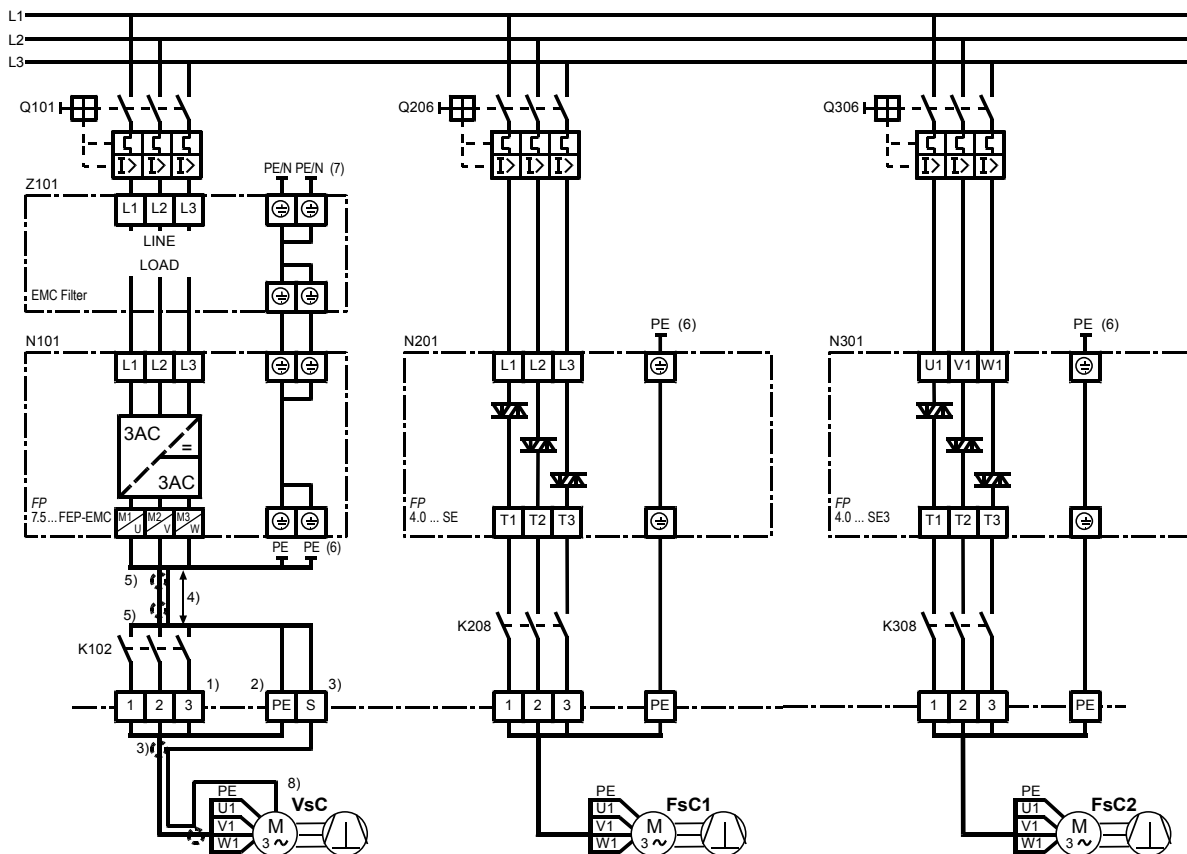 L1
L2
L3
Q101 Q206 Q306
I> I> I> I> I> I> I> I> I>
PE/N PE/N (7)
Z101
L1 L2 L3
LINE
LOAD
EMC Filter
PE (6) PE (6)
N101 N201 N301
L1 L2 L3 L1 L2 L3 U1 V1 W1
3AC
=
3AC
FP FP FP
7.5...FEP-EMC 4.0 ... SE 4.0 ... SE3
M1 U M2 V M3 W T1 T2 T3 T1 T2 T3
PE PE (6)
5)
4)
5)
K102 K208 K308
1) 2) 3)
1 2 3 PE S 1 2 3 PE 1 2 3 PE
3)
8)
PE VsC PE FsC1 PE FsC2
U1 U1 U1
V1 M V1 M V1 M
W1 3 ~ W1 3 ~ W1 3 ~